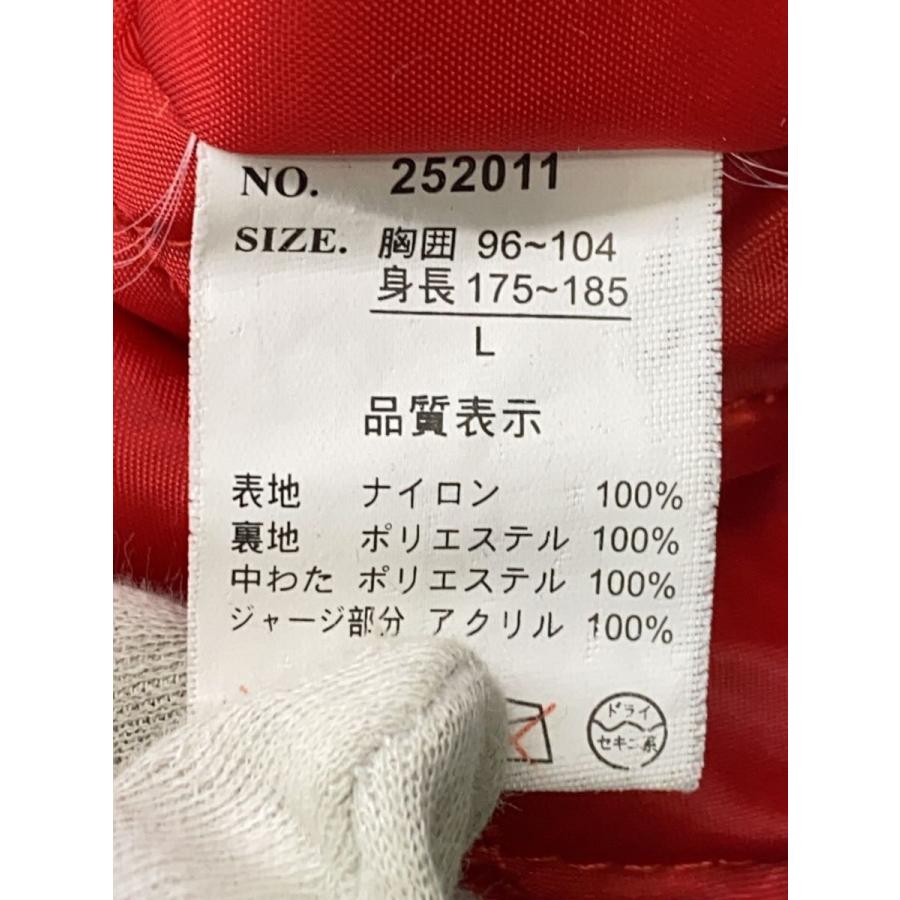 NO. 252011
SIZE. 胸囲 96~104
身長 175~185
L
品質表示
表地 ナイロン 100%
裏地 ポリエステル 100%
中わた ポリエステル 100%
ジャージ部分 アクリル 100%
ドライ
セキユ系